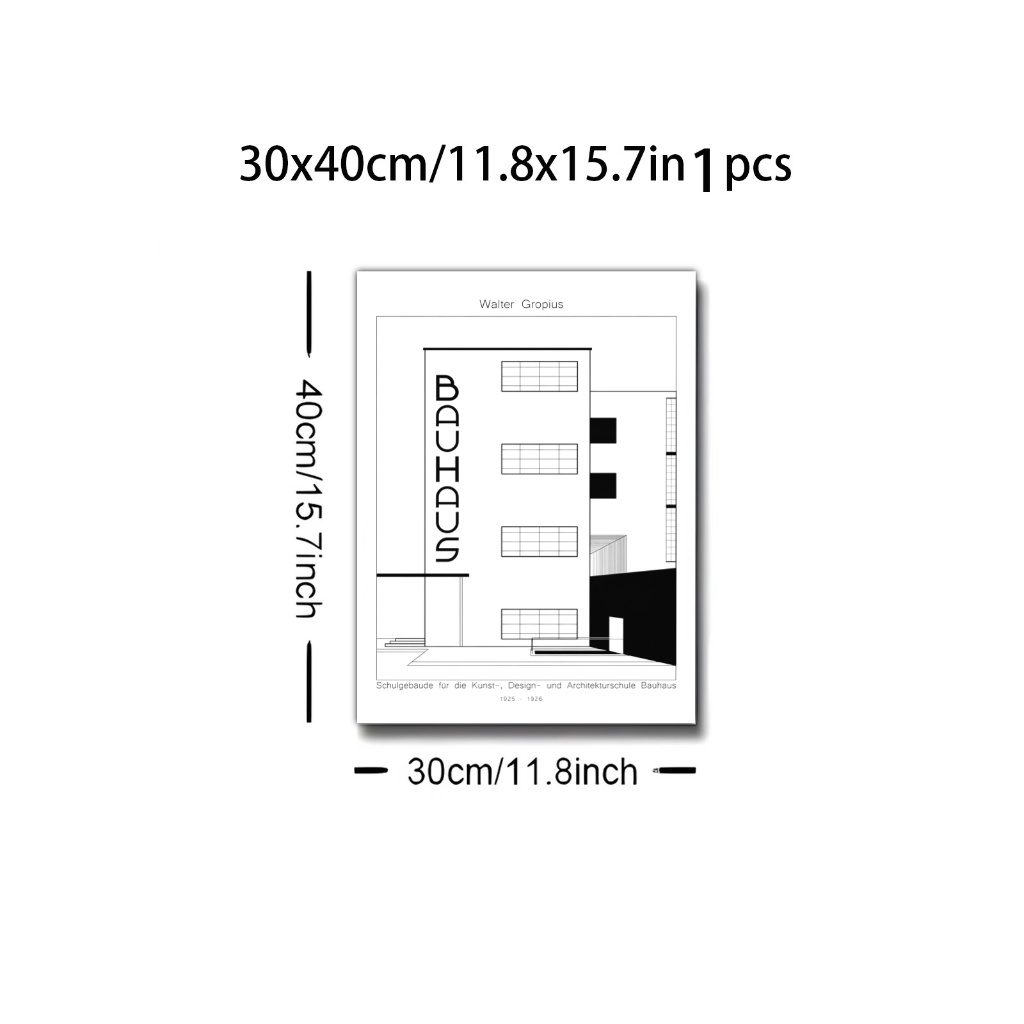 30x40cm/11.8x15.7in 1 pcs
Walter Gropius
BAUHAUS
40cm/15.7inch
Schulgebäude für die Kunst-, Design- und Architekturschule Bauhaus
1925 - 1926
30cm/11.8inch